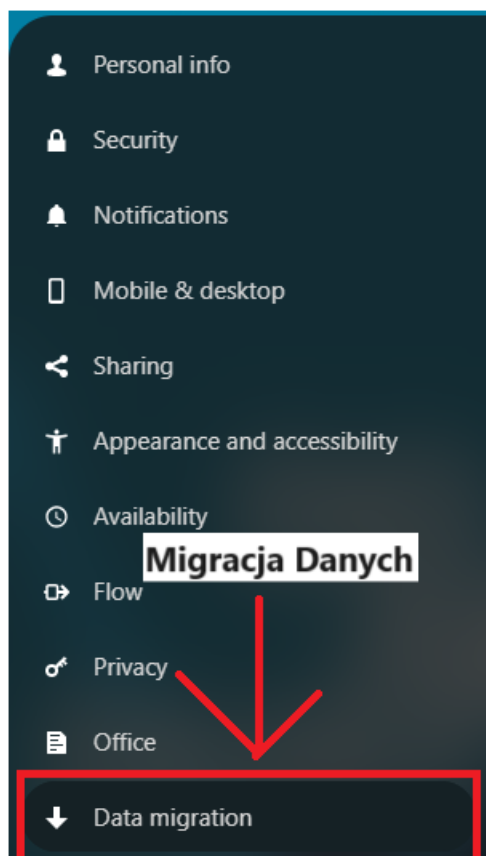 Personal info
Security
Notifications
Mobile & desktop
Sharing
Appearance and accessibility
Availability
Migracja Danych
Flow
Privacy
Office
Data migration